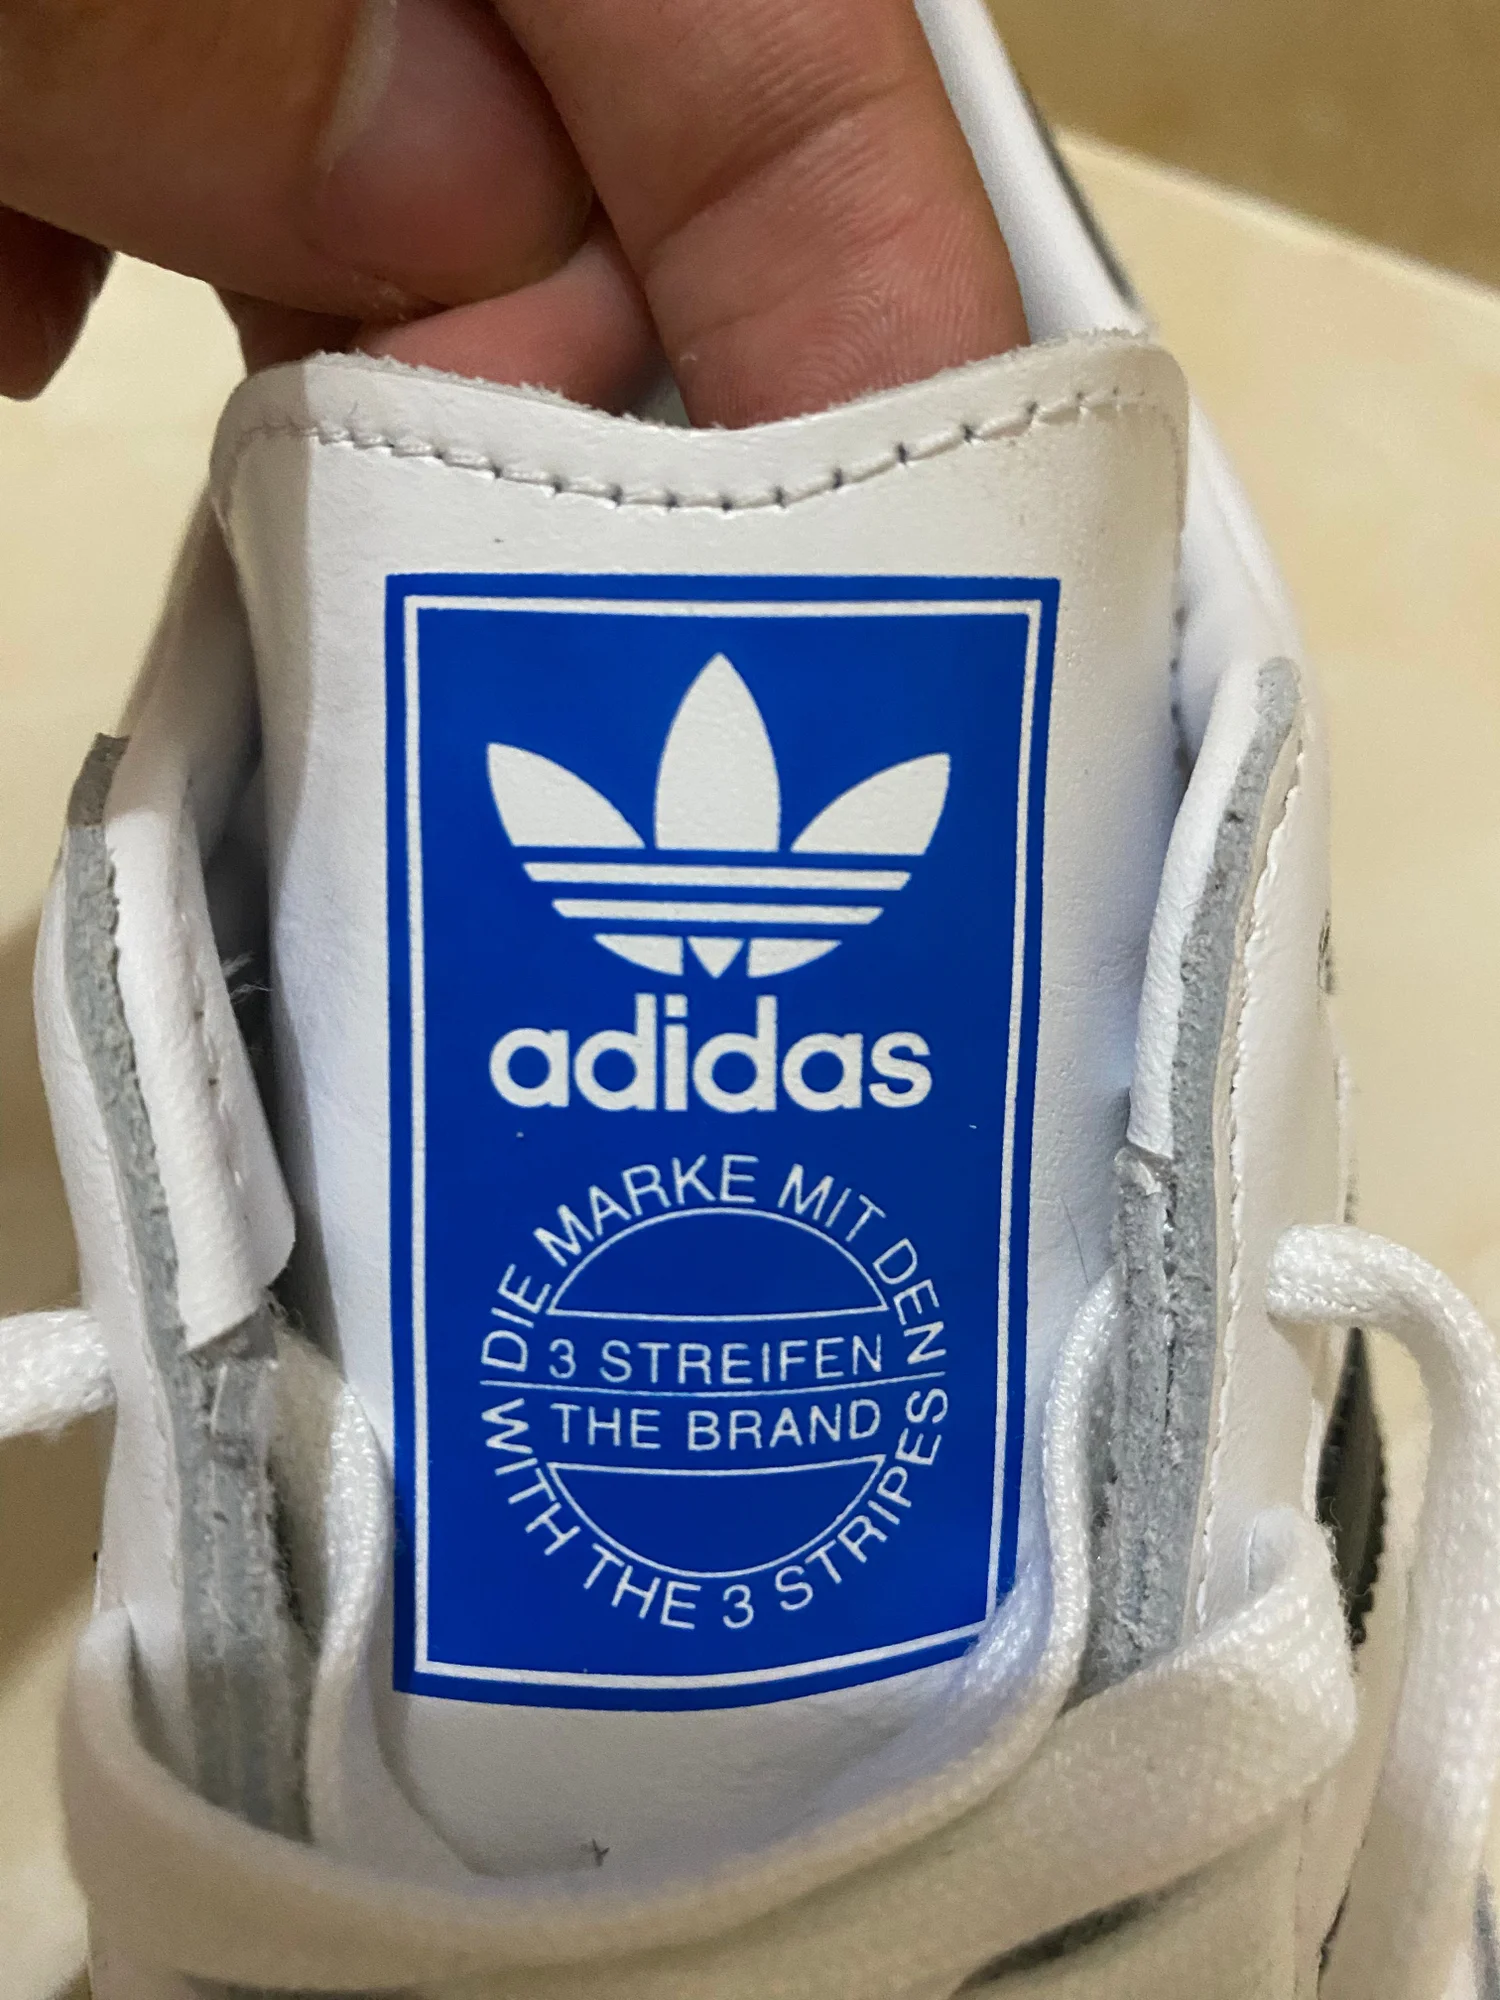 adidas
DIE MARKE MIT DEN
3 STREIFEN
THE BRAND
WITH THE 3 STRIPES